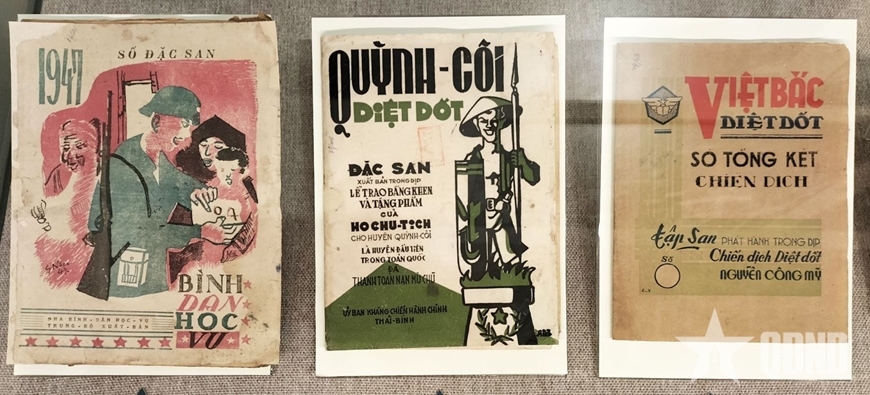 SỐ ĐẶC SAN
1947
BÌNH
DÂN
HỌC
VỤ
NHA BÌNH-DÂN HỌC-VỤ
TRUNG-BỘ XUẤT-BẢN
QUỲNH-CÔI
DIỆT DỐT
ĐẶC SAN
XUẤT BẢN TRONG DỊP
LỄ TRAO BẰNG KHEN
VÀ TẶNG PHẨM
CUẢ
HO CHU-TỊCH
CHO HUYỆN QUỲNH-CÔI
LÀ HUYỆN ĐẦU TIÊN
TRONG TOÀN QUỐC
ĐÃ
THANH TOAN NẠN MÙ CHỮ
ỦY BAN KHÁNG CHIẾN HÀNH CHÍNH
THÁI-BÌNH
VIỆT BẮC
DIỆT DỐT
SỐ TỔNG KẾT
CHIẾN DỊCH
tập San PHÁT HÀNH TRONG DỊP
Số
Chiến dịch Diệt dốt
NGUYỄN CÔNG MỸ
QĐND